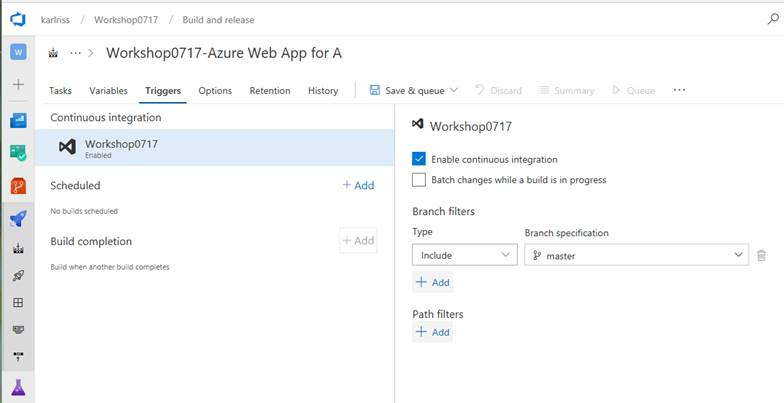 karlriss / Workshop0717 / Build and release
W
··· > Workshop0717-Azure Web App for A
Tasks Variables Triggers Options Retention History Save & queue Discard Summary Queue ···
Continuous integration
Workshop0717
Enabled
Scheduled
+ Add
No builds scheduled
Build completion
+ Add
Build when another build completes
Workshop0717
Enable continuous integration
Batch changes while a build is in progress
Branch filters
Type Branch specification
Include master
+ Add
Path filters
+ Add